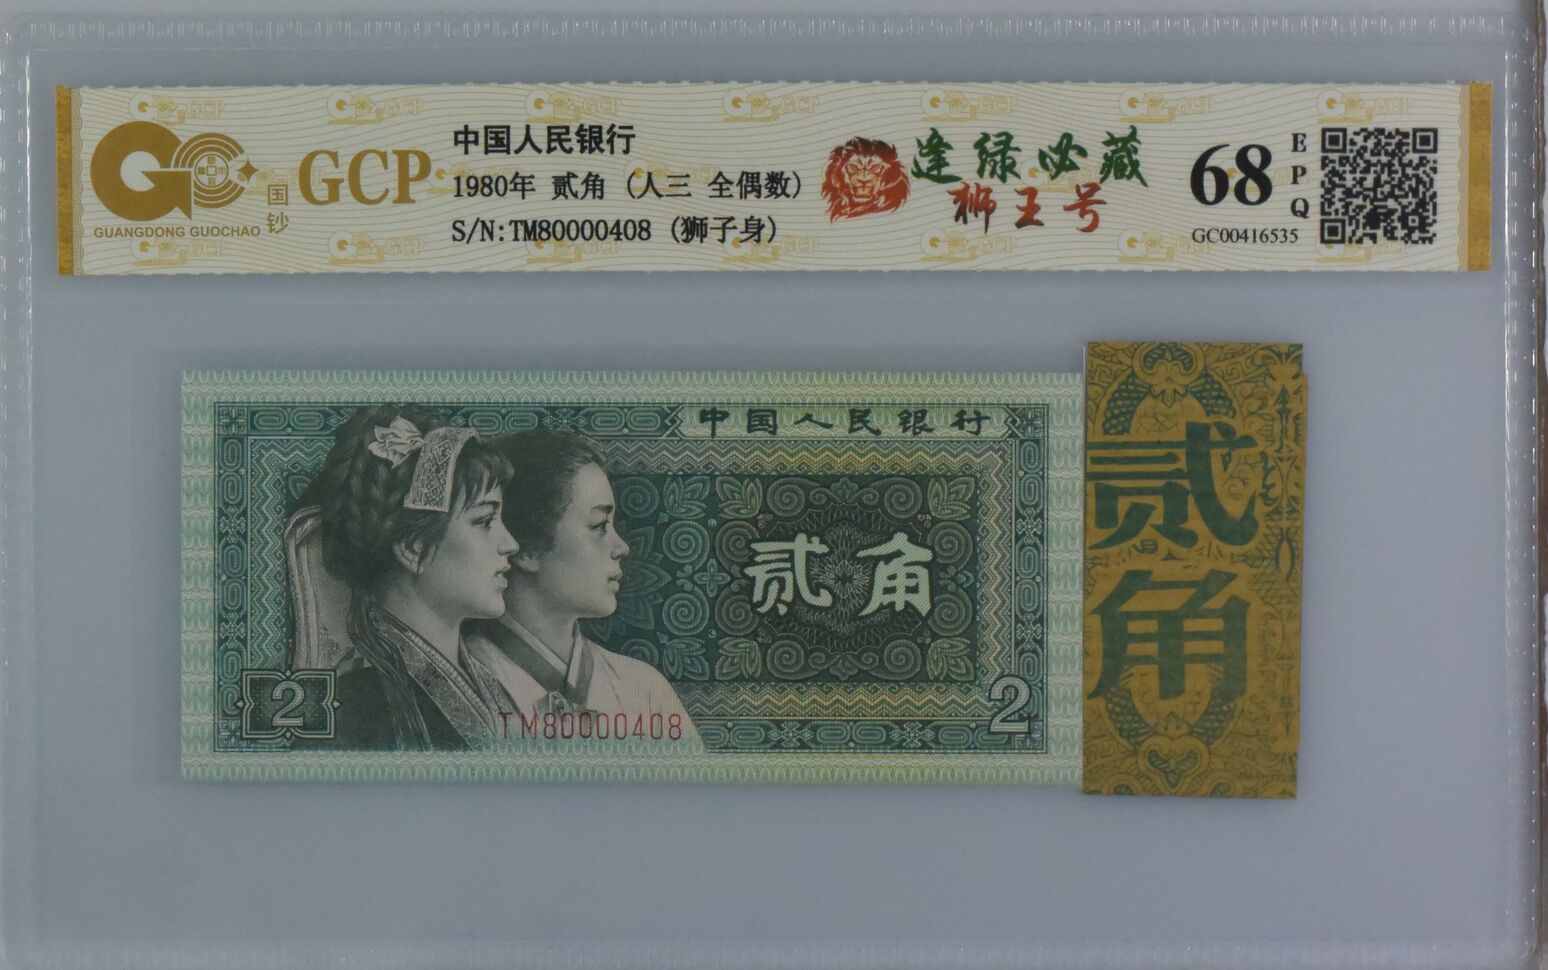 GCP
国钞
GUANGDONG GUOCHAO
中国人民银行
1980年 贰角 (人三 全偶数)
S/N:TM80000408 (狮子身)
逢绿必藏
狮王号
68
EPQ
GC00416535
中国人民银行
贰角
2
TM80000408
2
贰角